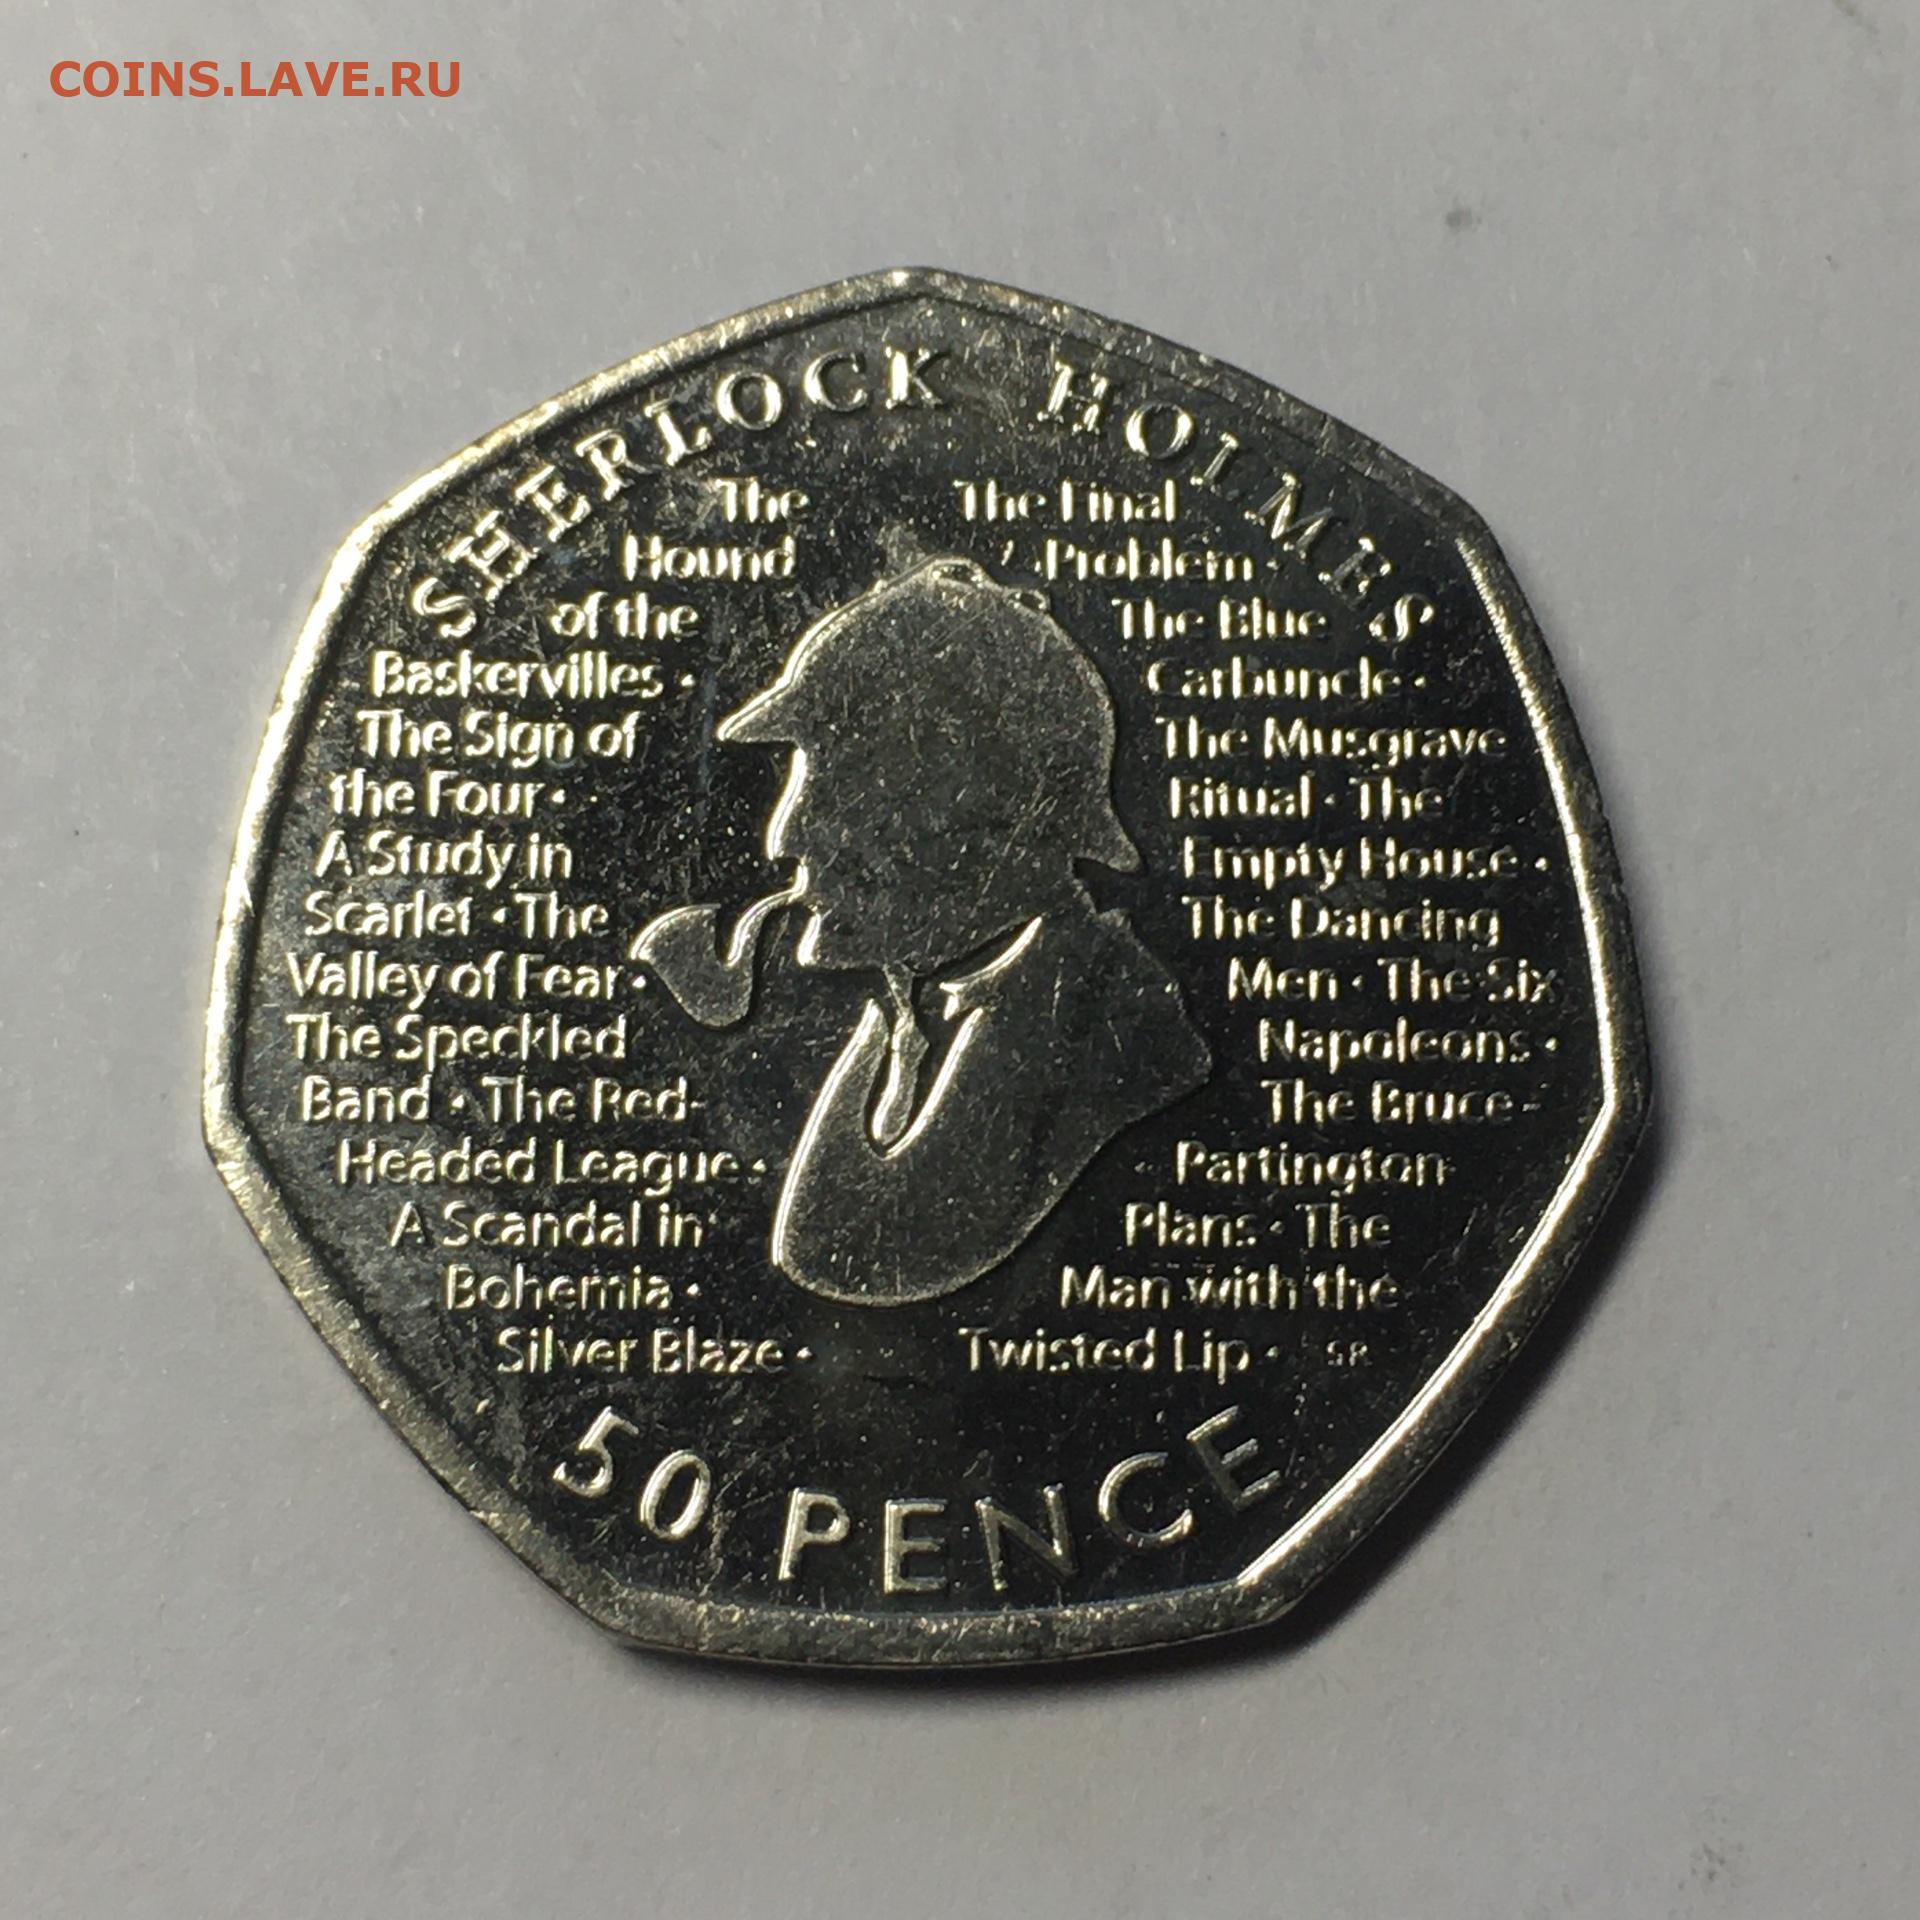 COINS.LAVE.RU
SHERLOCK HOLMES
The
Hound
of the
Baskervilles ·
The Sign of
the Four ·
A Study in
Scarlet · The
Valley of Fear ·
The Speckled
Band · The Red-
Headed League ·
A Scandal in
Bohemia ·
Silver Blaze ·
The Final
Problem ·
The Blue
Carbuncle ·
The Musgrave
Ritual · The
Empty House ·
The Dancing
Men · The Six
Napoleons ·
The Bruce-
Partington
Plans · The
Man with the
Twisted Lip ·
SR
50 PENCE